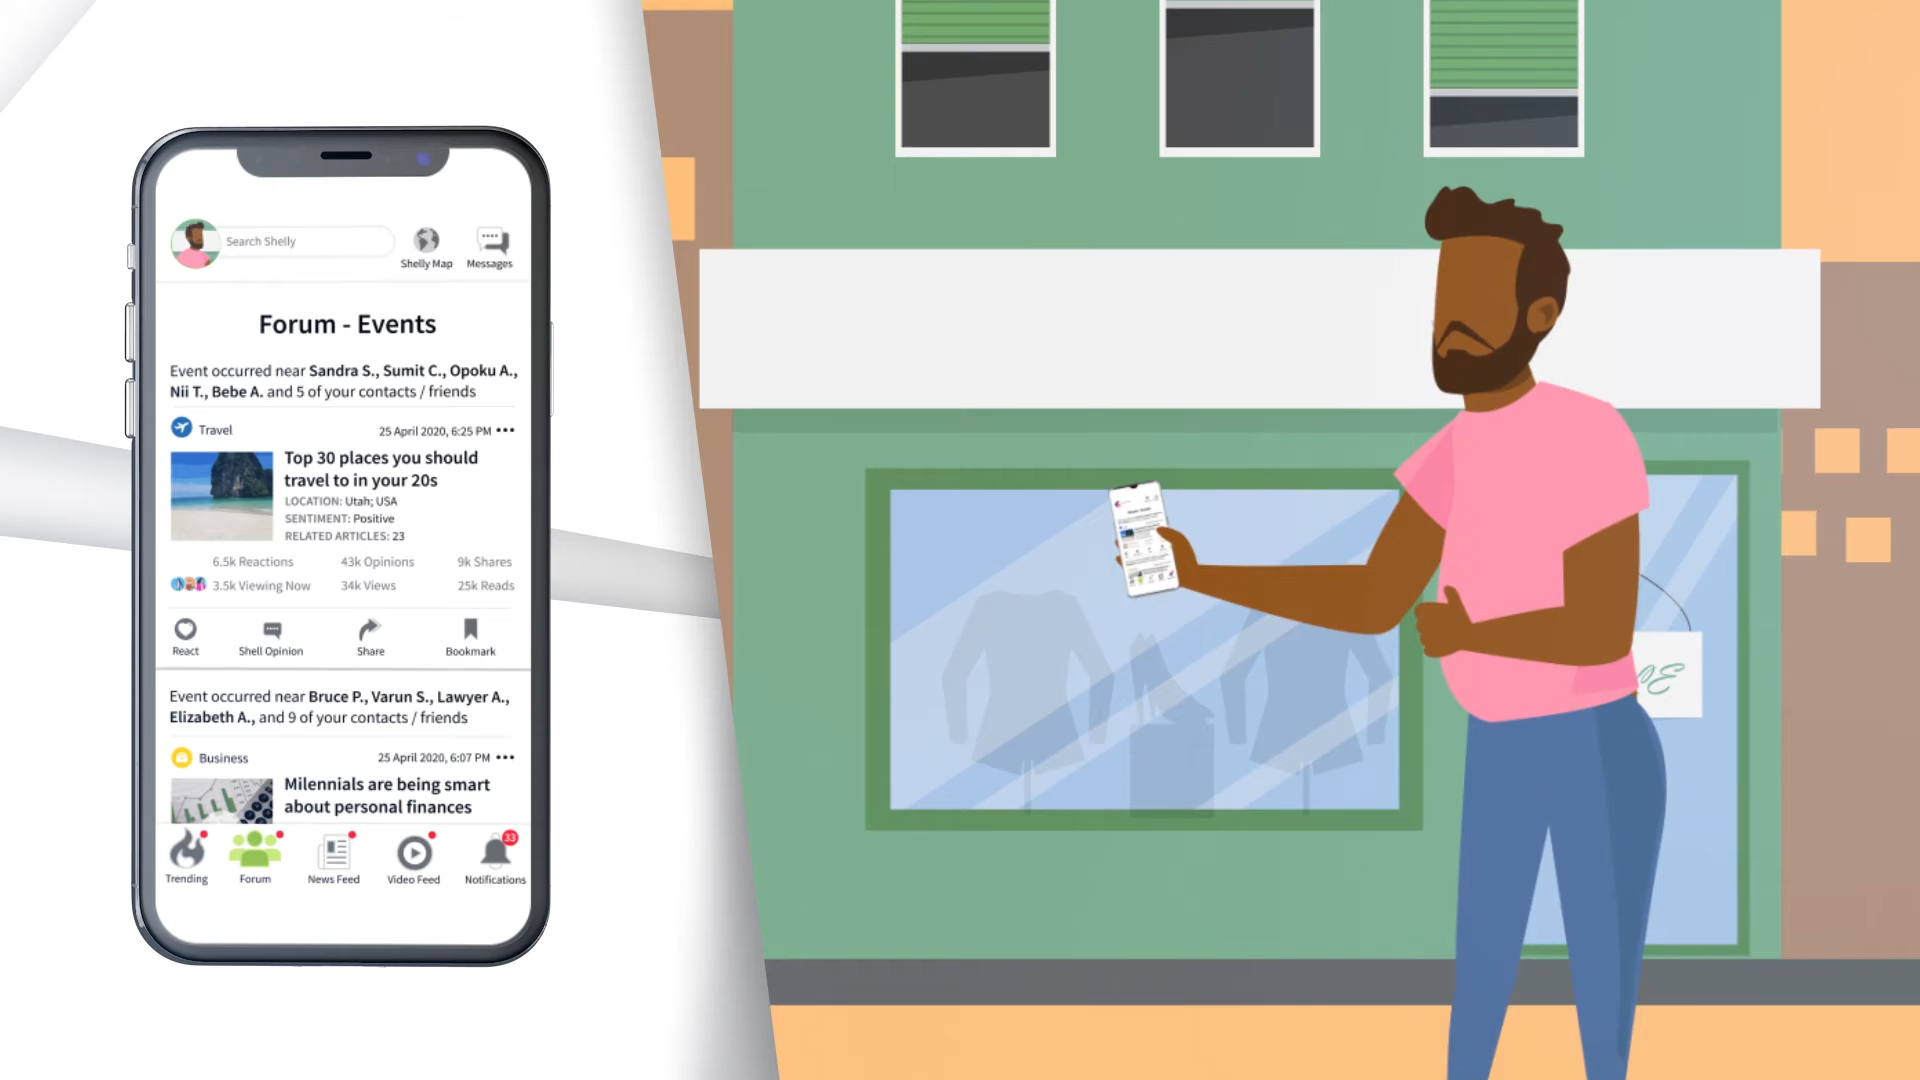 Search Shelly
Shelly Map
Messages
Forum - Events
Event occurred near Sandra S., Sumit C., Opoku A.,
Nii T., Bebe A. and 5 of your contacts / friends
Travel
25 April 2020, 6:25 PM
Top 30 places you should
travel to in your 20s
LOCATION: Utah; USA
SENTIMENT: Positive
RELATED ARTICLES: 23
6.5k Reactions 43k Opinions 9k Shares
3.5k Viewing Now 34k Views 25k Reads
React Shell Opinion Share Bookmark
Event occurred near Bruce P., Varun S., Lawyer A.,
Elizabeth A., and 9 of your contacts / friends
Business
25 April 2020, 6:07 PM
Milennials are being smart
about personal finances
33
Trending Forum News Feed Video Feed Notifications